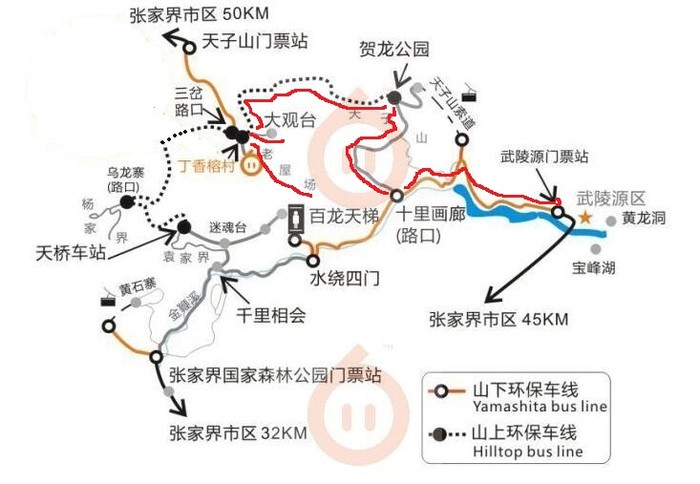 张家界市区 50KM
天子山门票站
贺龙公园
三岔
路口
大观台
天子山
天子山索道
丁香榕村
老屋场
武陵源门票站
乌龙寨
(路口)
武陵源区
杨家界
迷魂台
百龙天梯
十里画廊
(路口)
黄龙洞
天桥车站
袁家界
宝峰湖
水绕四门
黄石寨
金鞭溪
千里相会
张家界市区 45KM
张家界国家森林公园门票站
山下环保车线
Yamashita bus line
张家界市区 32KM
山上环保车线
Hilltop bus line